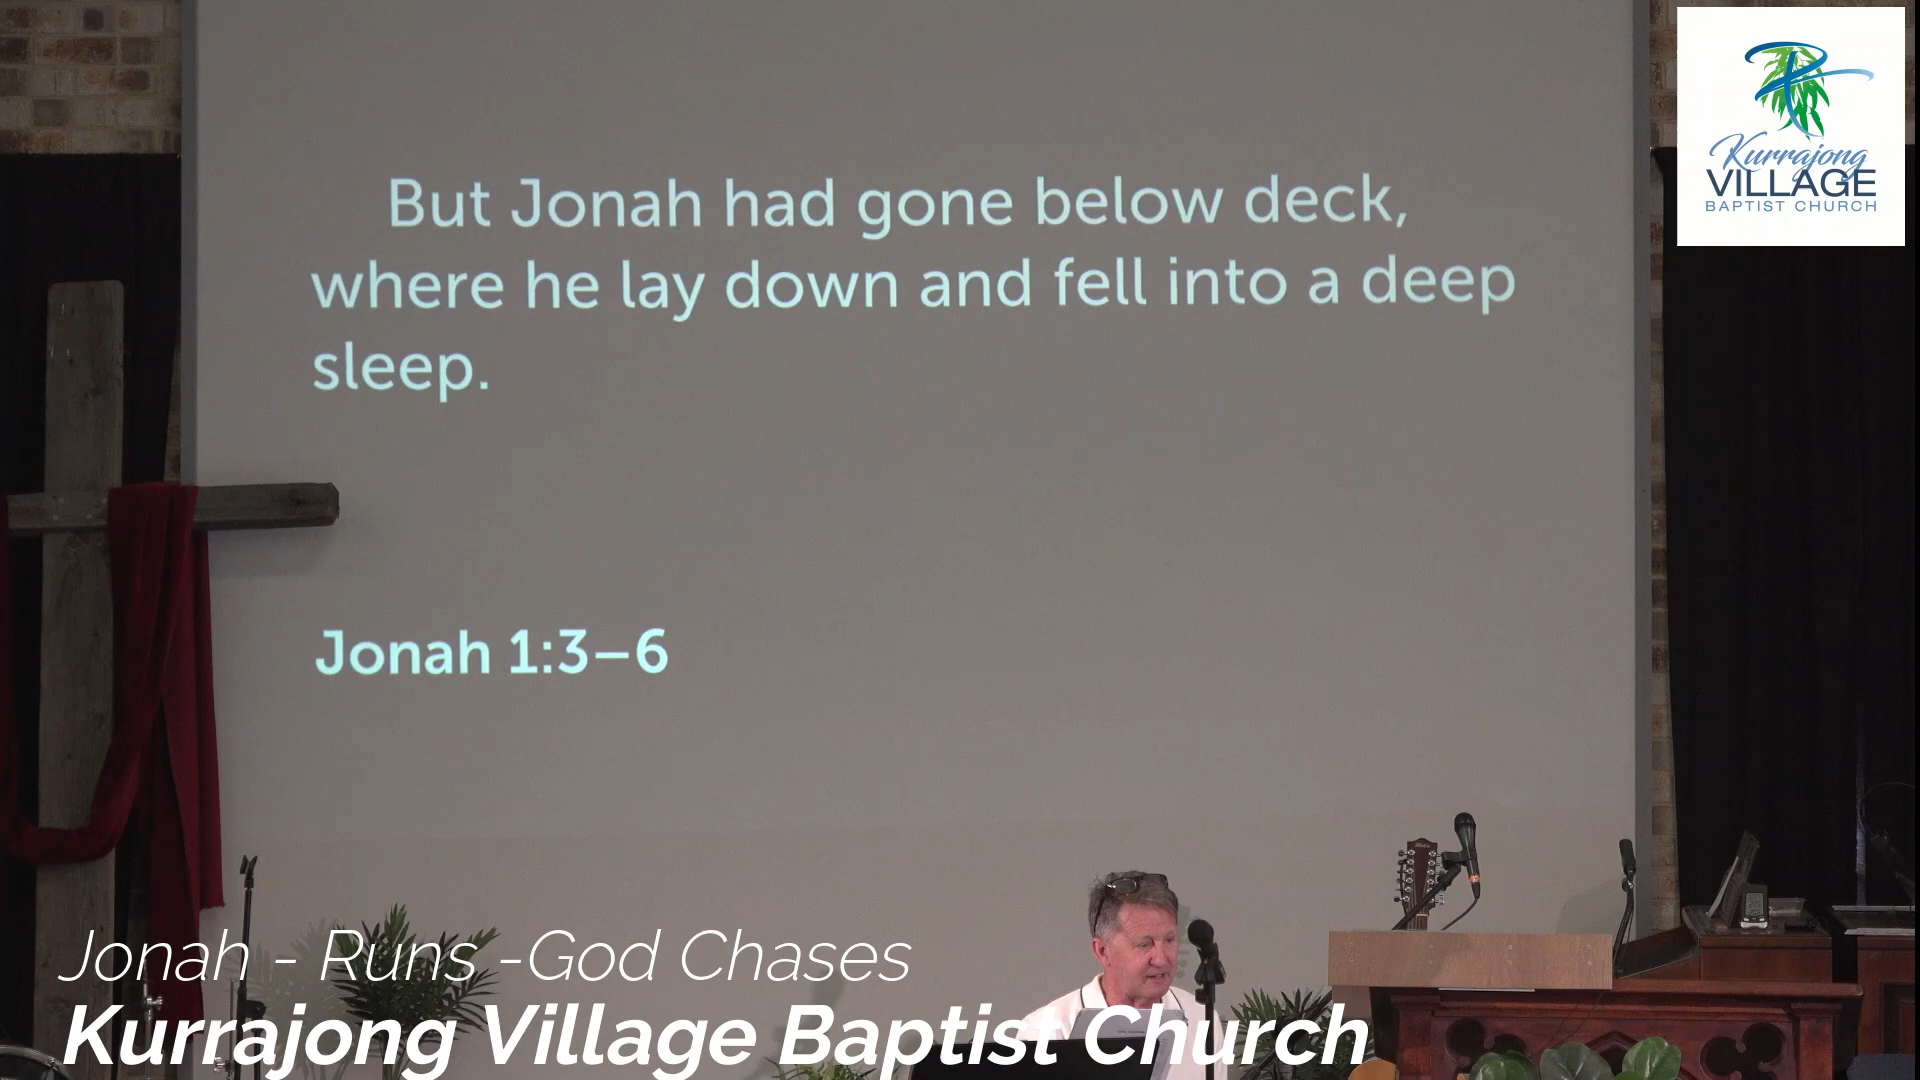 But Jonah had gone below deck,
where he lay down and fell into a deep
sleep.
Jonah 1:3–6
Kurrajong
VILLAGE
BAPTIST CHURCH
Jonah - Runs -God Chases
Kurrajong Village Baptist Church